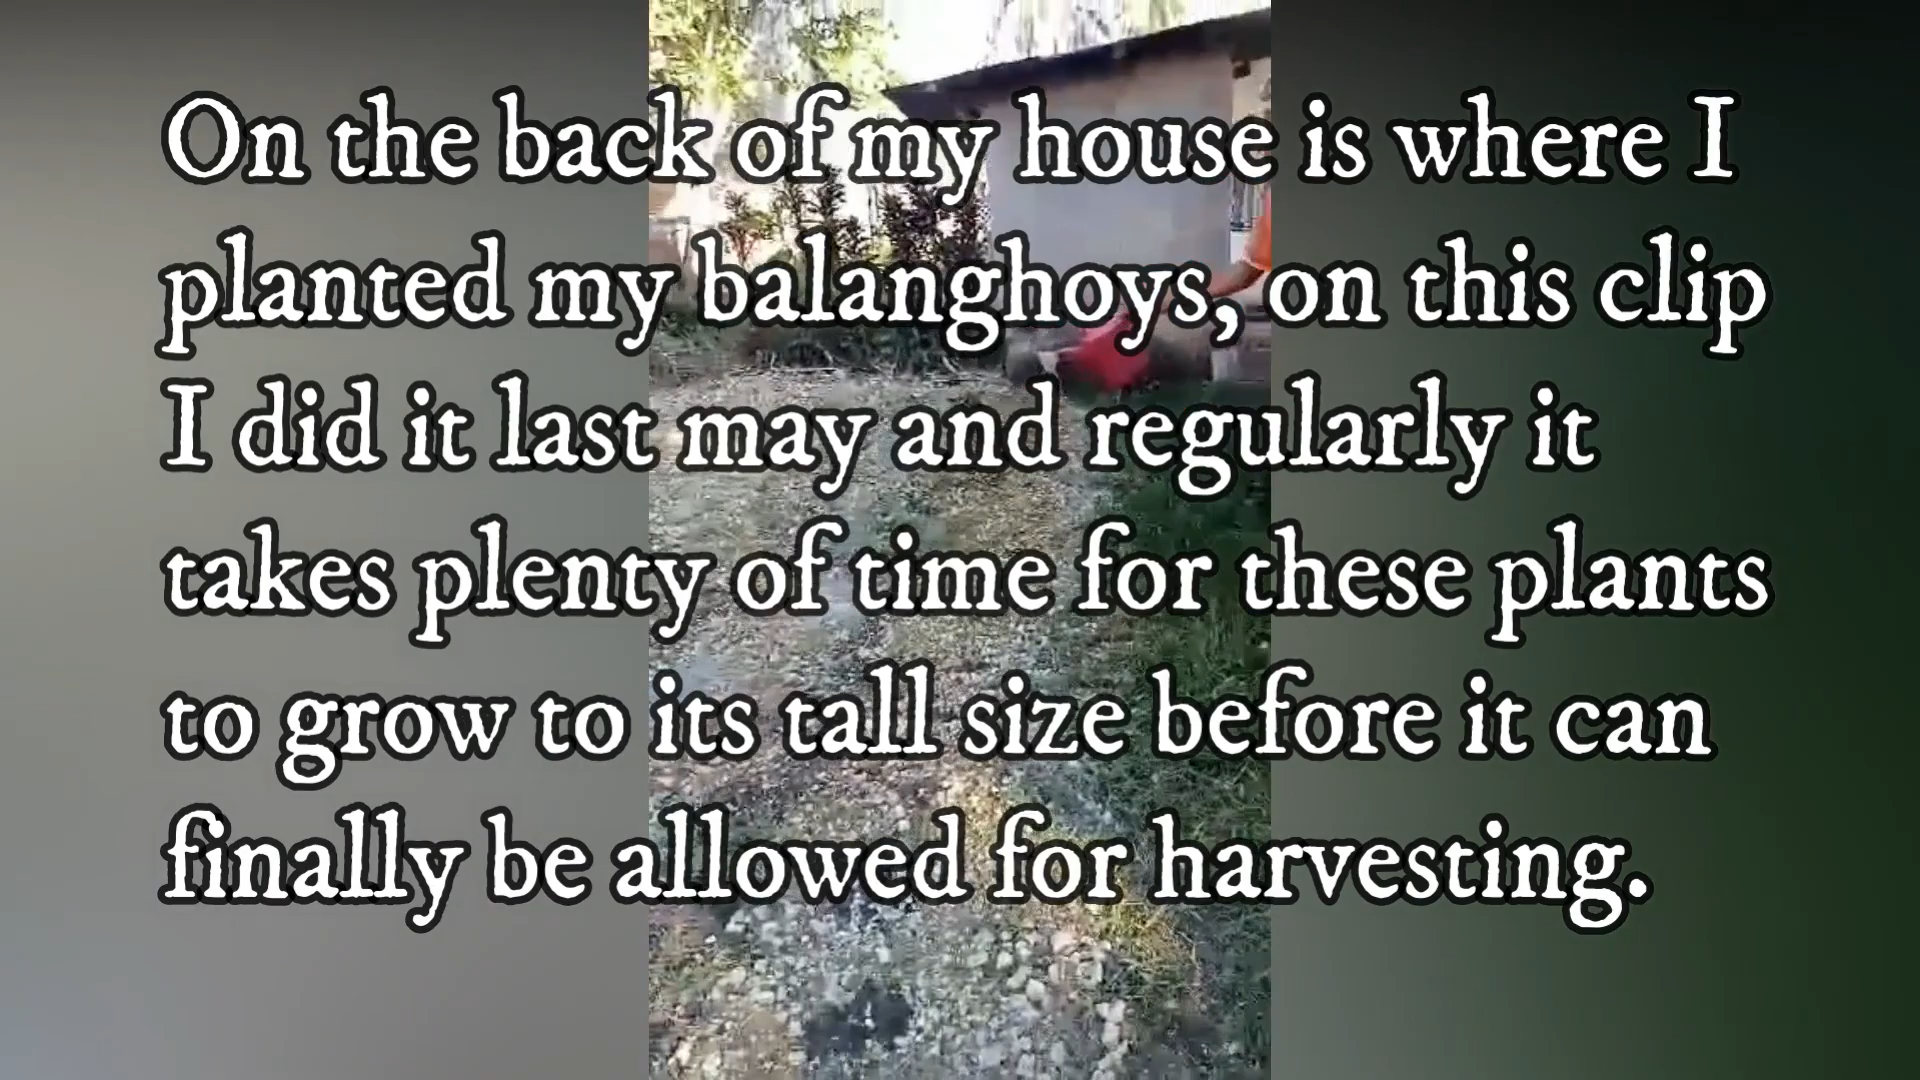 On the back of my house is where I
planted my balanghoys, on this clip
I did it last may and regularly it
takes plenty of time for these plants
to grow to its tall size before it can
finally be allowed for harvesting.